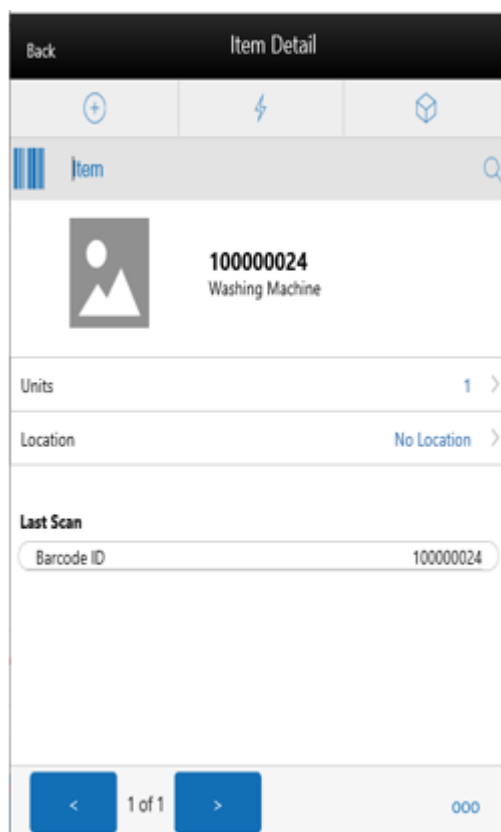 Back
Item Detail
Item
100000024
Washing Machine
Units 1
Location No Location
Last Scan
Barcode ID 100000024
< 1 of 1 >
ooo